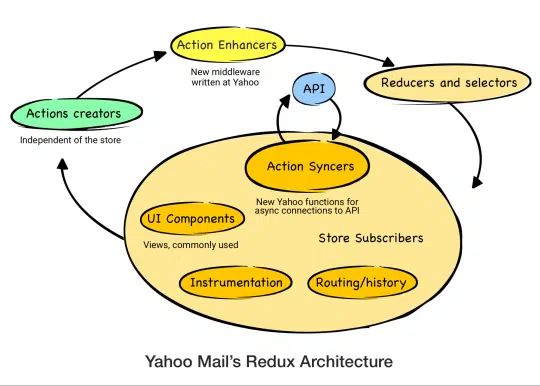 Action Enhancers
New middleware
written at Yahoo
API
Reducers and selectors
Actions creators
Independent of the store
Action Syncers
New Yahoo functions for
async connections to API
UI Components
Views, commonly used
Store Subscribers
Instrumentation
Routing/history
Yahoo Mail's Redux Architecture